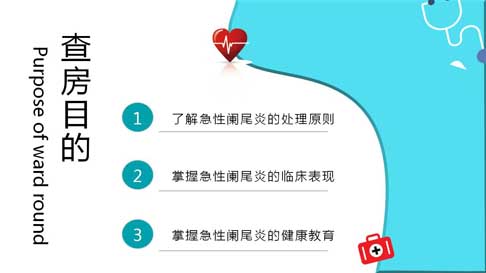 查房目的
Purpose of ward round
1 了解急性阑尾炎的处理原则
2 掌握急性阑尾炎的临床表现
3 掌握急性阑尾炎的健康教育